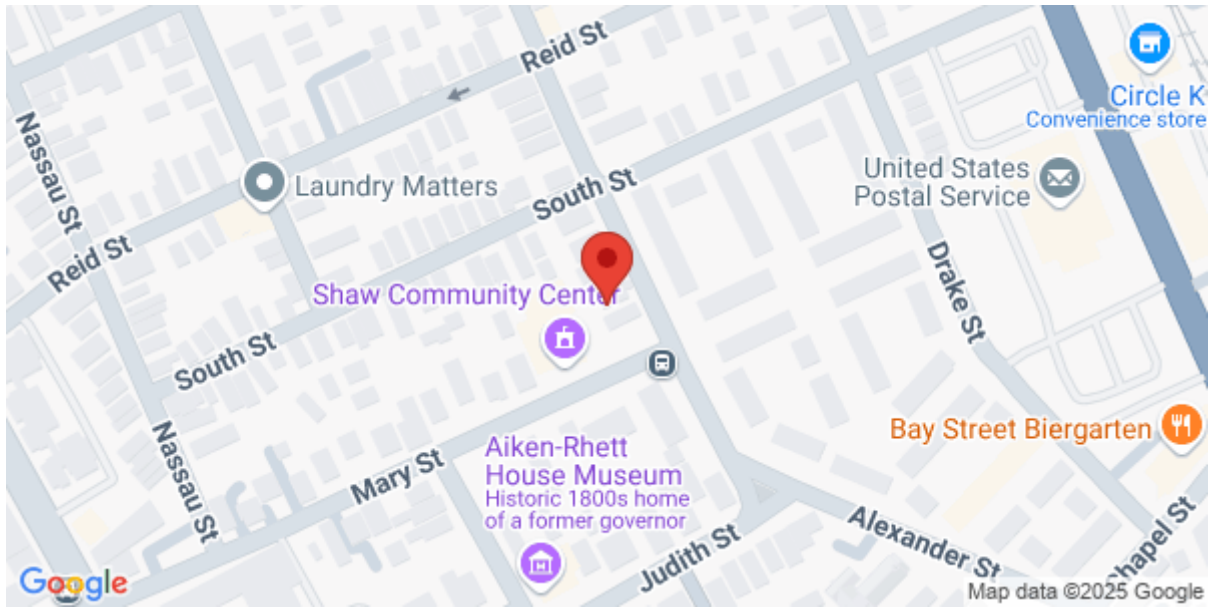 Reid St
Circle K
Convenience store
Nassau St
Laundry Matters
United States
Postal Service
South St
Reid St
Drake St
Shaw Community Center
South St
Bay Street Biergarten
Nassau St
Mary St
Aiken-Rhett
House Museum
Historic 1800s home
of a former governor
Alexander St
Judith St
Chapel St
Google
Map data ©2025 Google